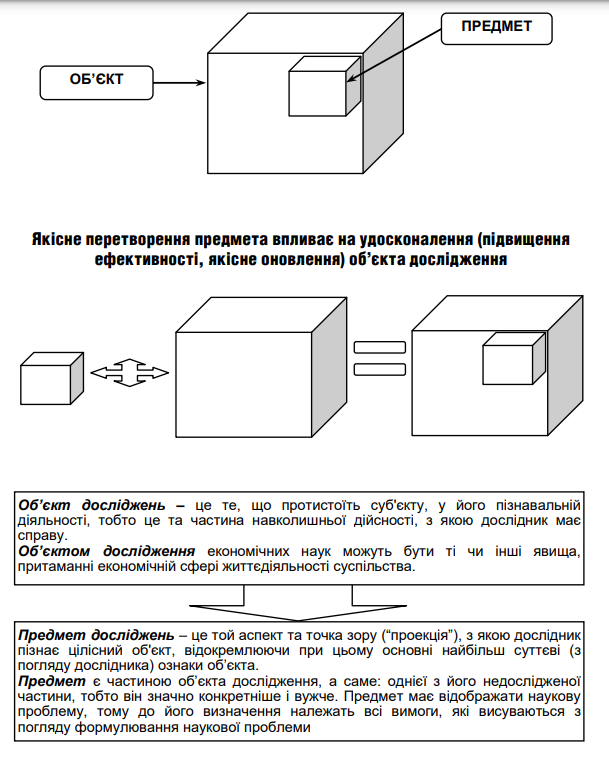 ПРЕДМЕТ
ОБ’ЄКТ
Якісне перетворення предмета впливає на удосконалення (підвищення
ефективності, якісне оновлення) об’єкта дослідження
Об’єкт досліджень – це те, що протистоїть суб'єкту, у його пізнавальній
діяльності, тобто це та частина навколишньої дійсності, з якою дослідник має
справу.
Об’єктом дослідження економічних наук можуть бути ті чи інші явища,
притаманні економічній сфері життєдіяльності суспільства.
Предмет досліджень – це той аспект та точка зору (“проекція”), з якою дослідник
пізнає цілісний об'єкт, відокремлюючи при цьому основні найбільш суттєві (з
погляду дослідника) ознаки об’єкта.
Предмет є частиною об’єкта дослідження, а саме: однієї з його недослідженої
частини, тобто він значно конкретніше і вужче. Предмет має відображати наукову
проблему, тому до його визначення належать всі вимоги, які висуваються з
погляду формулювання наукової проблеми